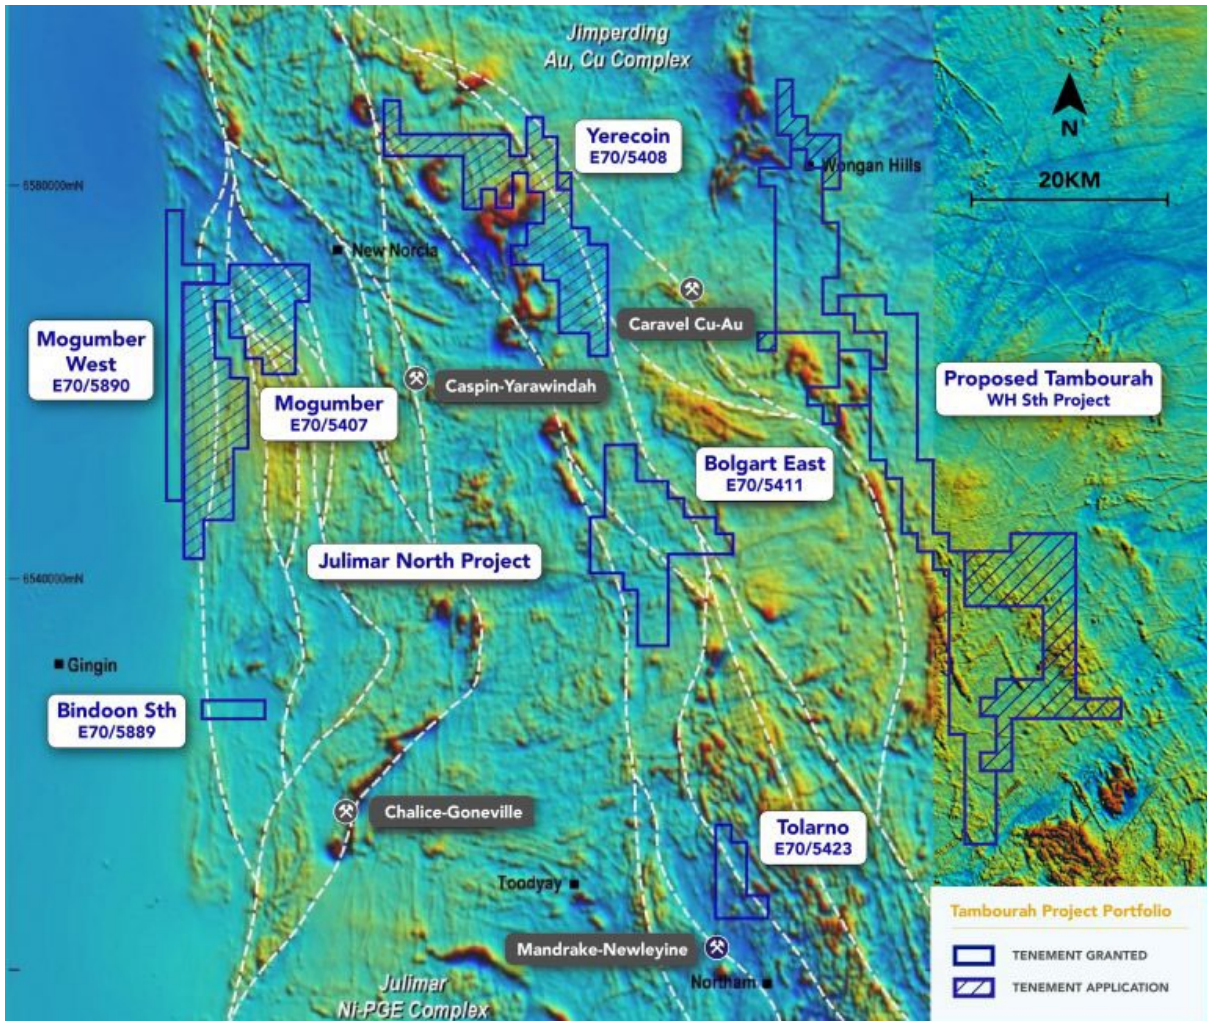 Jimperding
Au, Cu Complex
Yerecoin
E70/5408
Wongan Hills
N
20KM
6580000mN
New Norcia
Caravel Cu-Au
Mogumber
West
E70/5890
Caspin-Yarawindah
Mogumber
E70/5407
Proposed Tambourah
WH Sth Project
Bolgart East
E70/5411
Julimar North Project
6540000mN
Gingin
Bindoon Sth
E70/5889
Chalice-Goneville
Tolarno
E70/5423
Toodyay
Mandrake-Newleyine
Northam
Julimar
Ni-PGE Complex
Tambourah Project Portfolio
TENEMENT GRANTED
TENEMENT APPLICATION